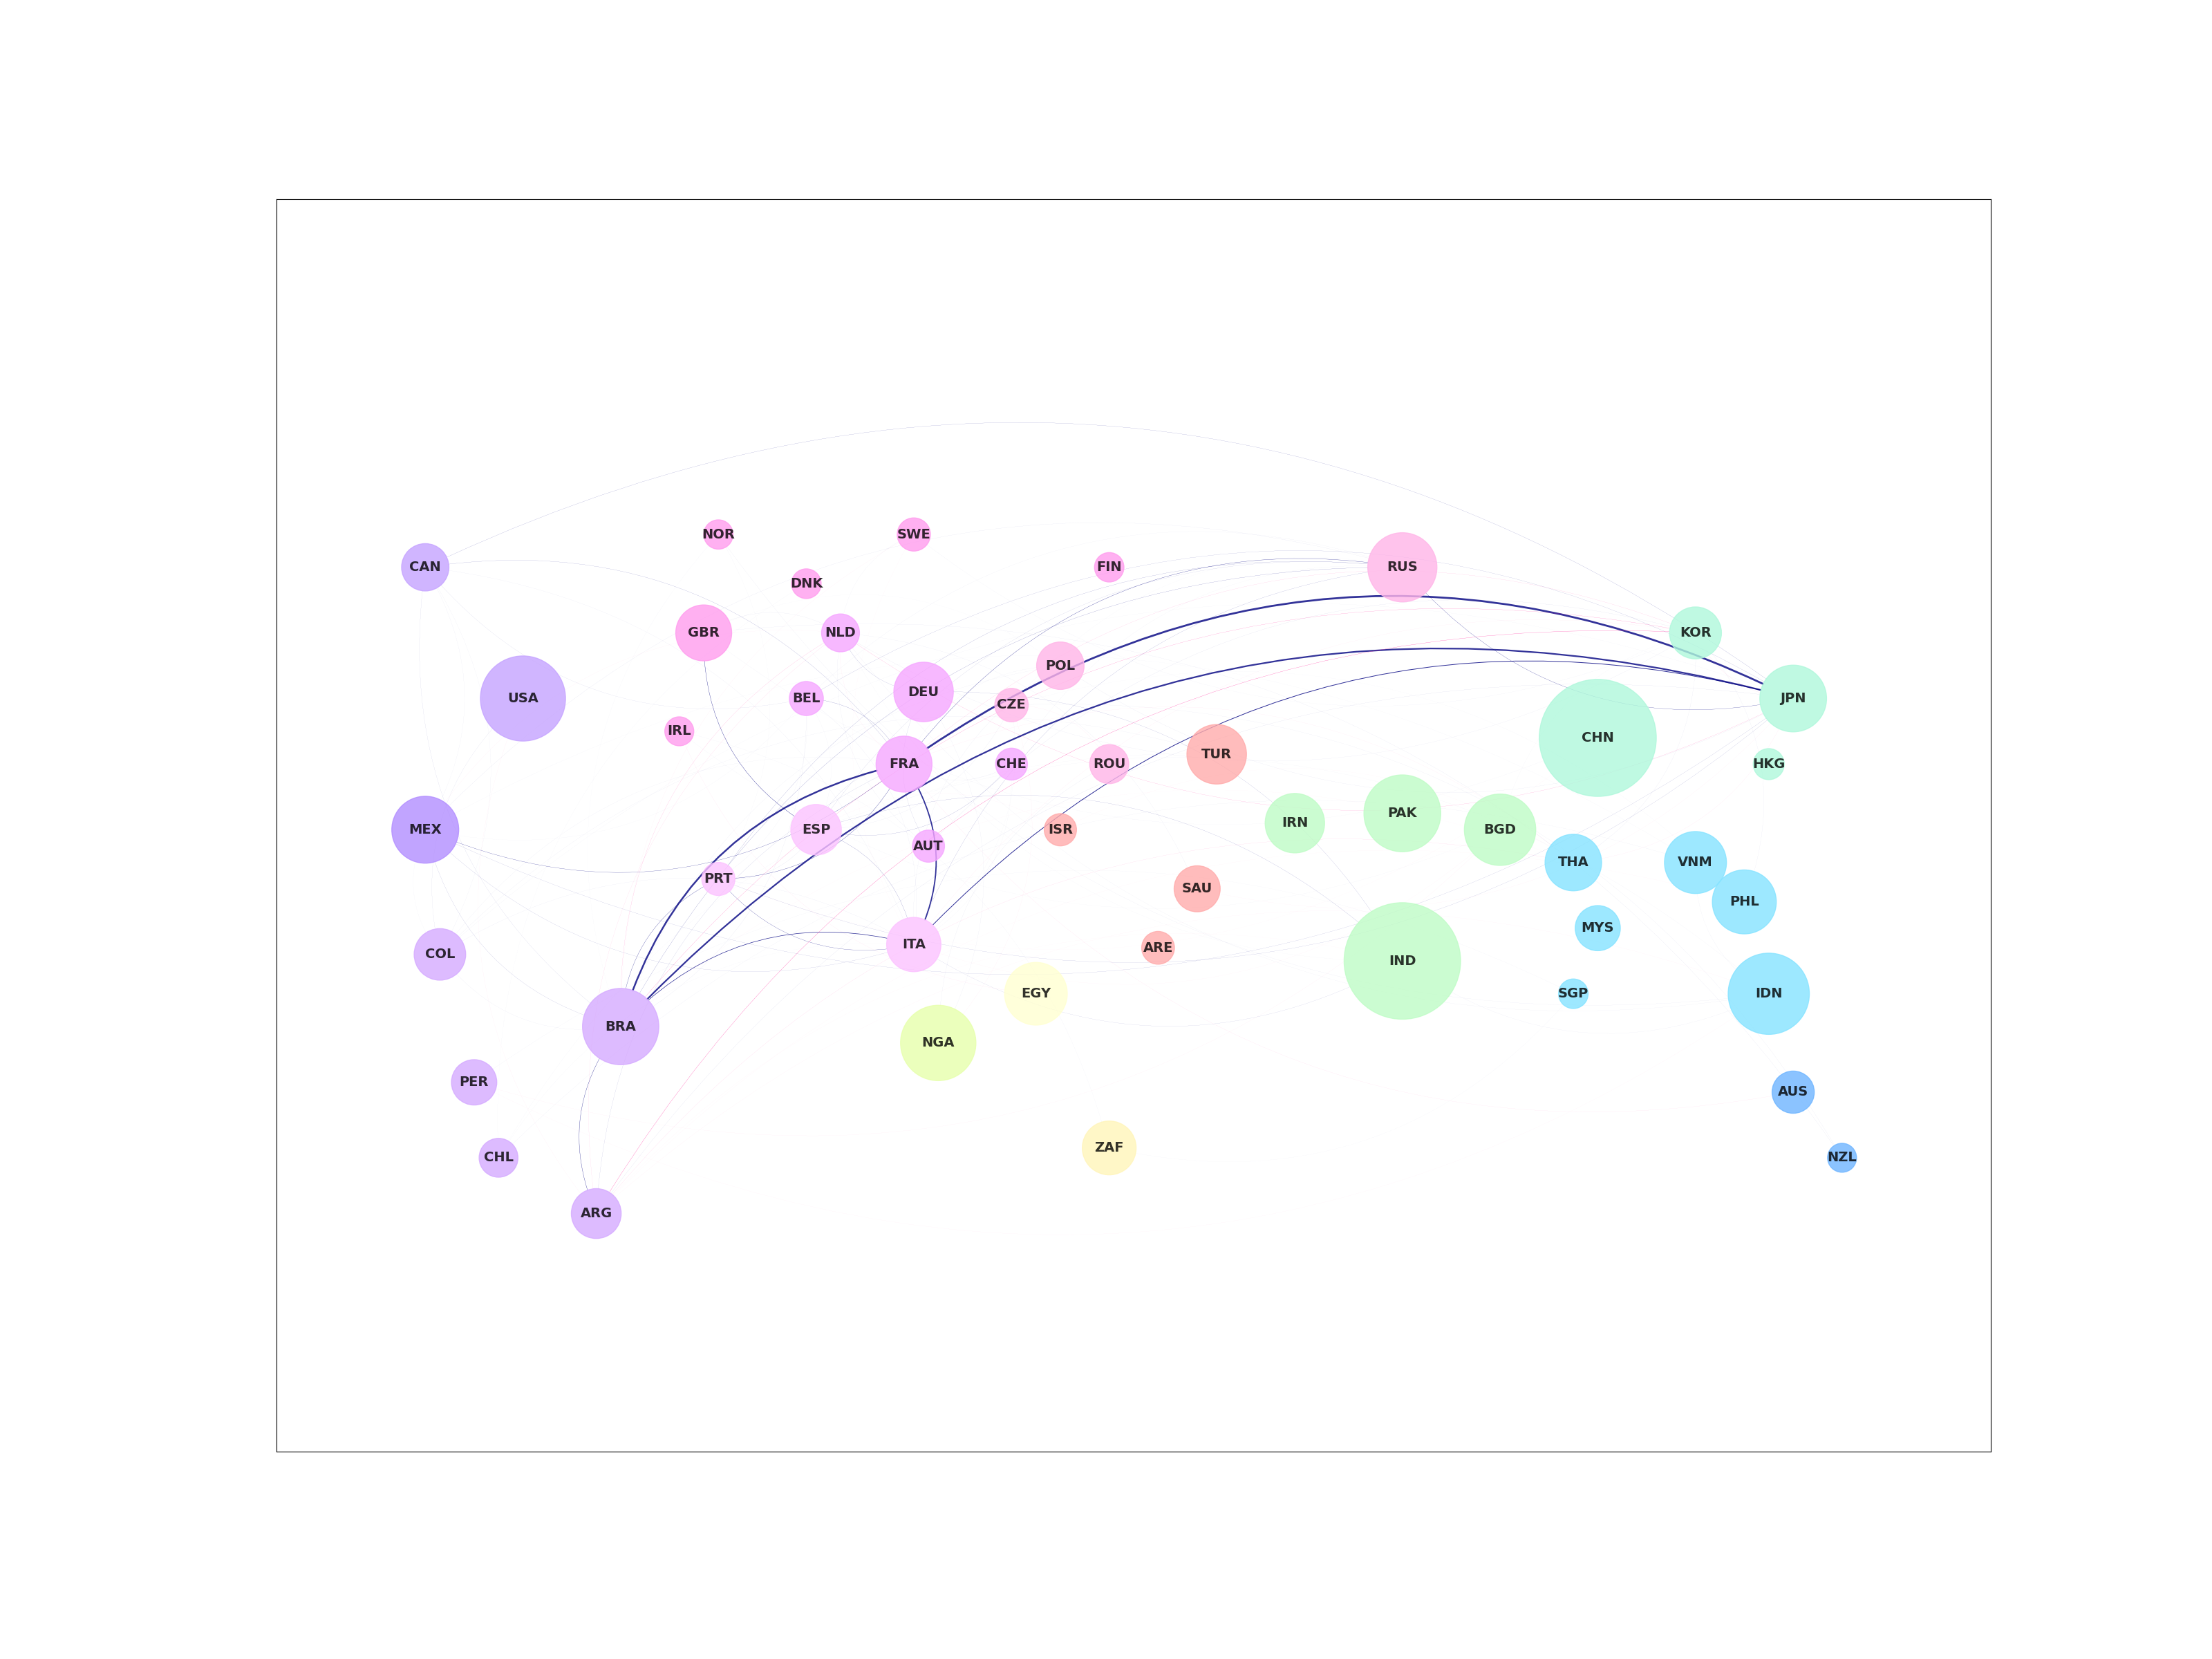 NOR
SWE
CAN
FIN
RUS
DNK
GBR
NLD
KOR
POL
DEU
USA
BEL
CZE
JPN
IRL
CHN
TUR
FRA
CHE
ROU
HKG
PAK
IRN
MEX
ESP
ISR
BGD
AUT
THA
VNM
PRT
SAU
PHL
MYS
ITA
ARE
COL
IND
EGY
SGP
IDN
BRA
NGA
PER
AUS
ZAF
CHL
NZL
ARG